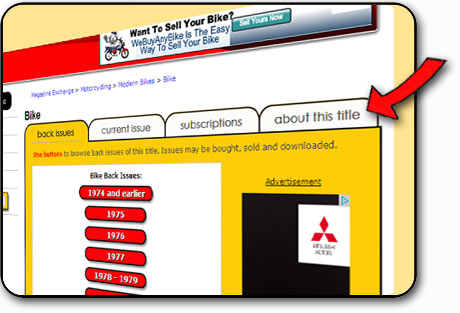 Want To Sell Your Bike?
WeBuyAnyBike Is The Easy
Way To Sell Your Bike
Sell Yours Now
Magazine Exchange > Motorcycling > Modern Bikes > Bike
Bike
back issues
current issue
subscriptions
about this title
Use buttons to browse back issues of this title. Issues may be bought, sold and downloaded.
Bike Back Issues:
1974 and earlier
1975
1976
1977
1978 - 1979
Advertisement
MITSUBISHI
MOTORS